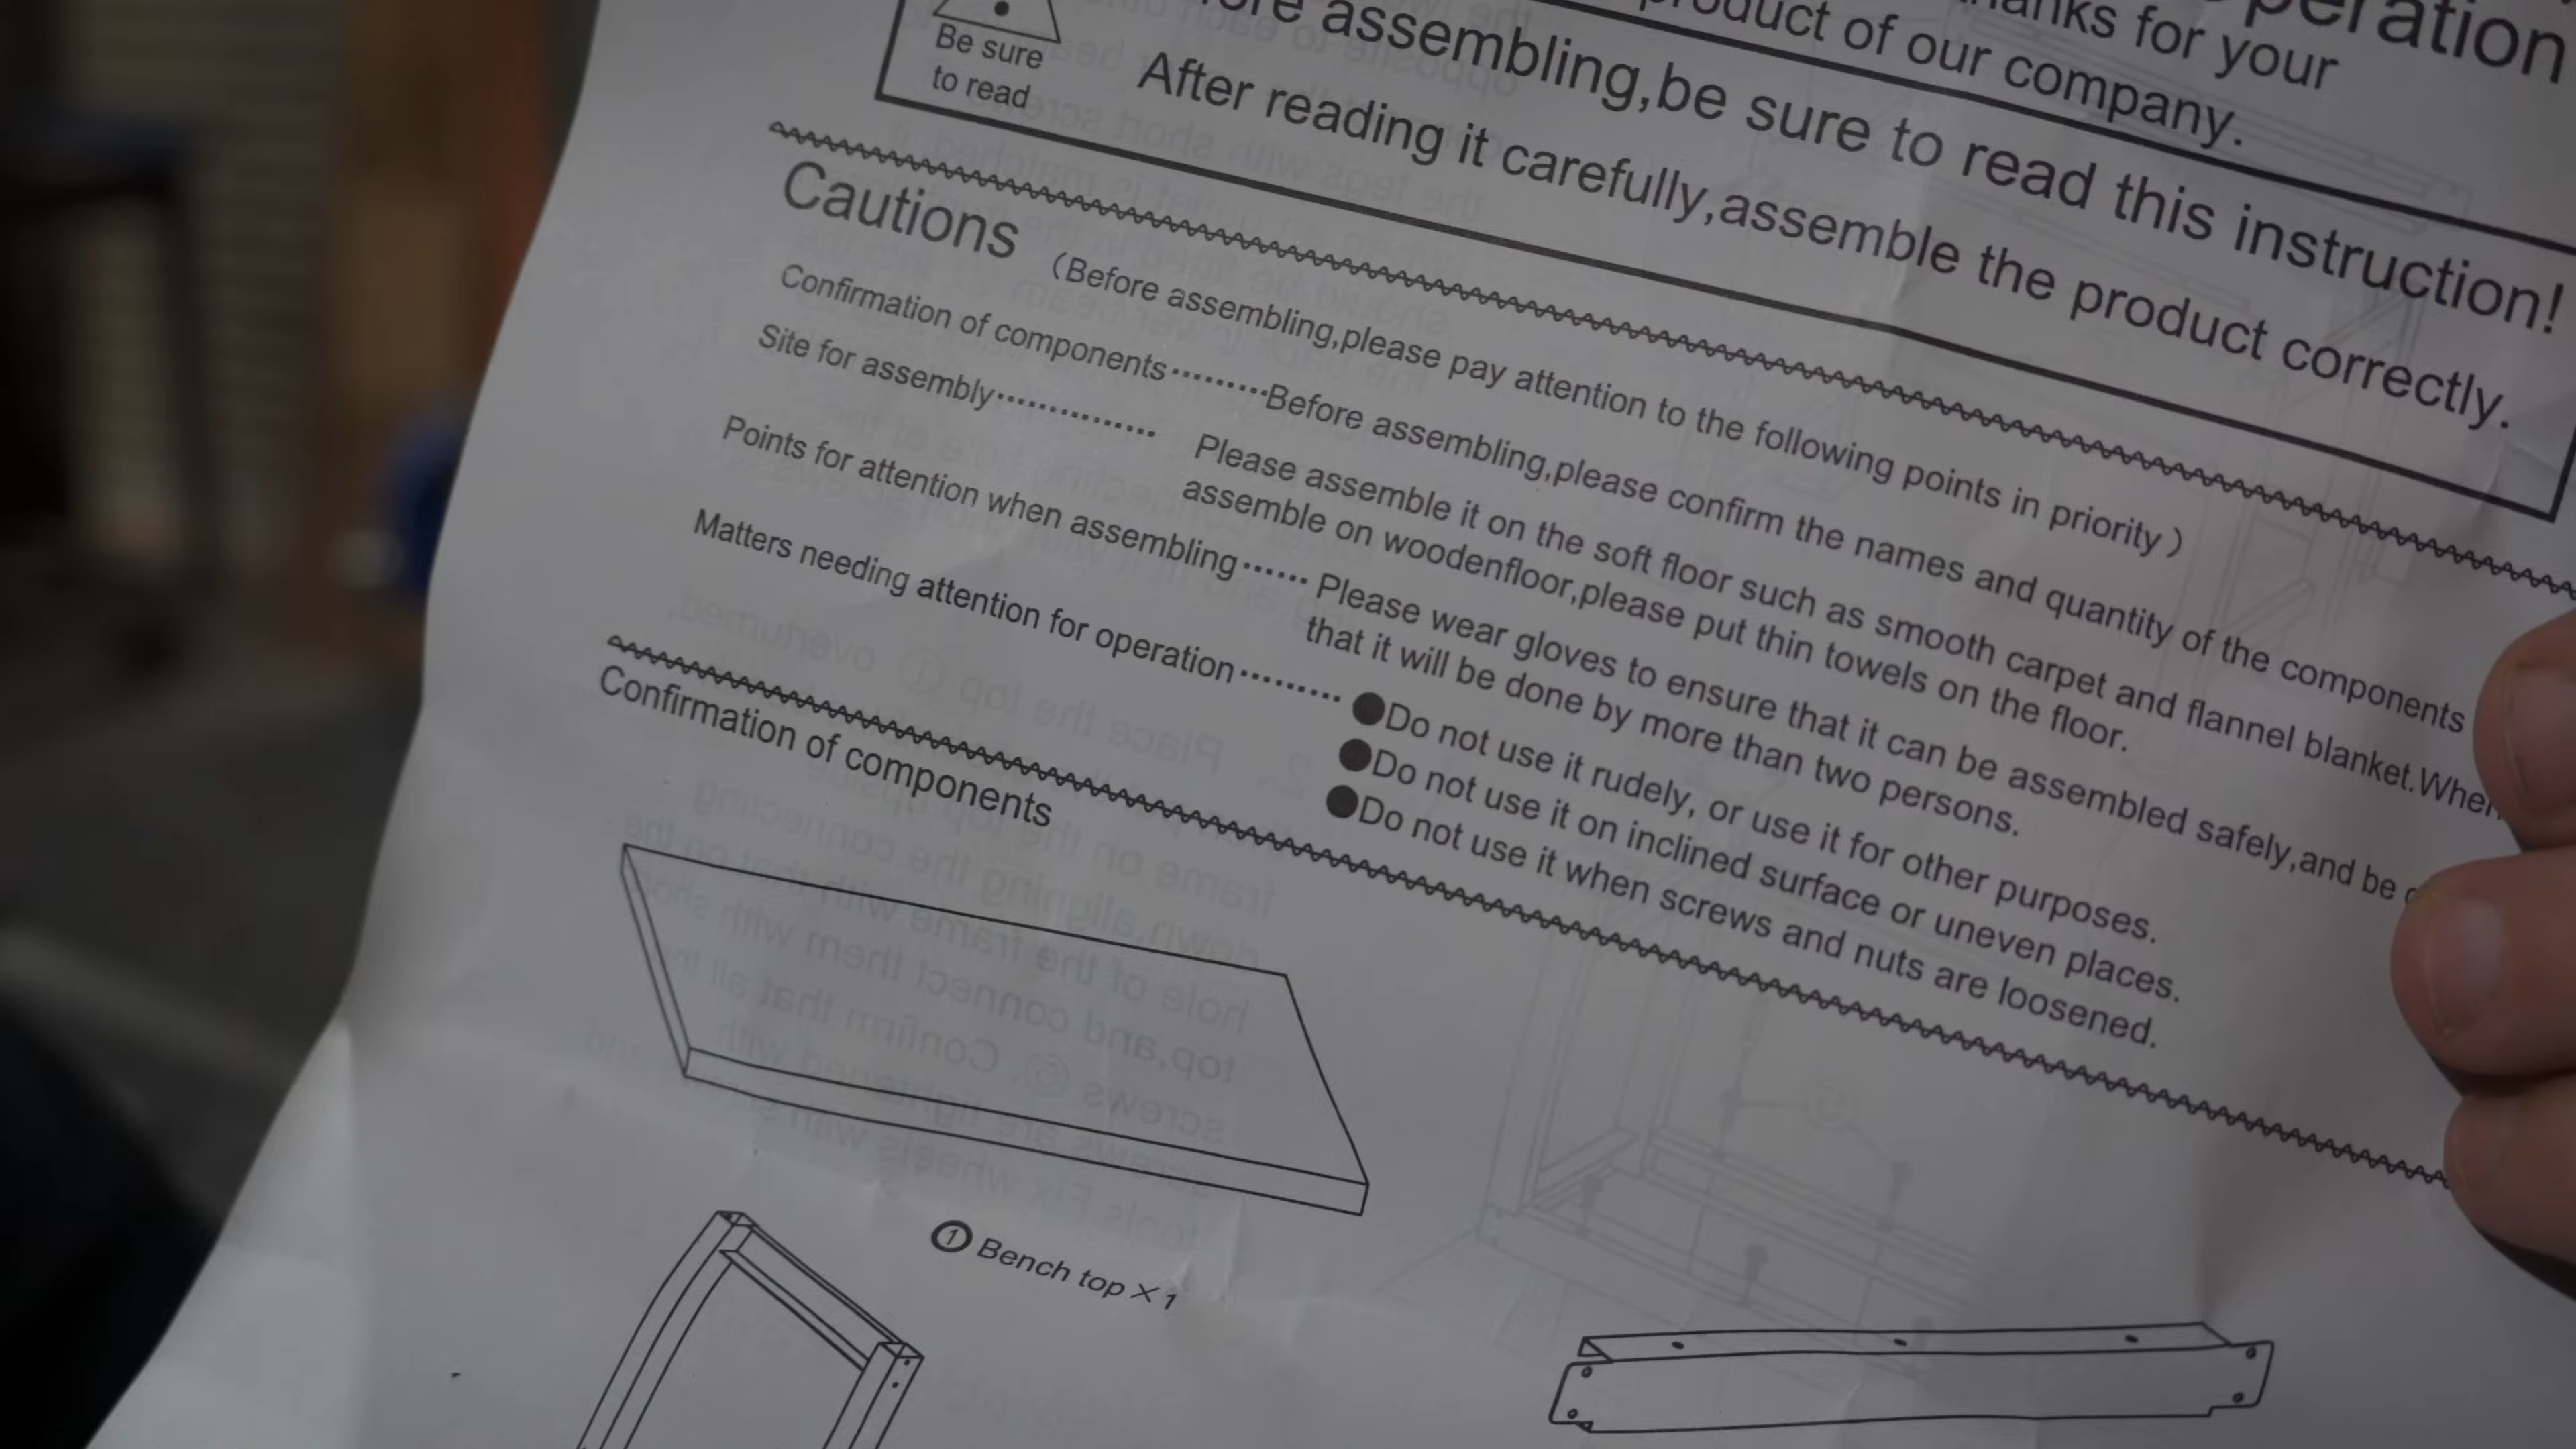 Operation
thanks for your
product of our company.
Be sure
to read
assembling,be sure to read this instruction!
After reading it carefully,assemble the product correctly.
Cautions (Before assembling,please pay attention to the following points in priority)
Confirmation of components·········Before assembling,please confirm the names and quantity of the components
Site for assembly·············· Please assemble it on the soft floor such as smooth carpet and flannel blanket.When
assemble on woodenfloor,please put thin towels on the floor.
Points for attention when assembling······ Please wear gloves to ensure that it can be assembled safely,and be
that it will be done by more than two persons.
Matters needing attention for operation········· ●Do not use it rudely, or use it for other purposes.
●Do not use it on inclined surface or uneven places.
●Do not use it when screws and nuts are loosened.
Confirmation of components
① Bench top×1